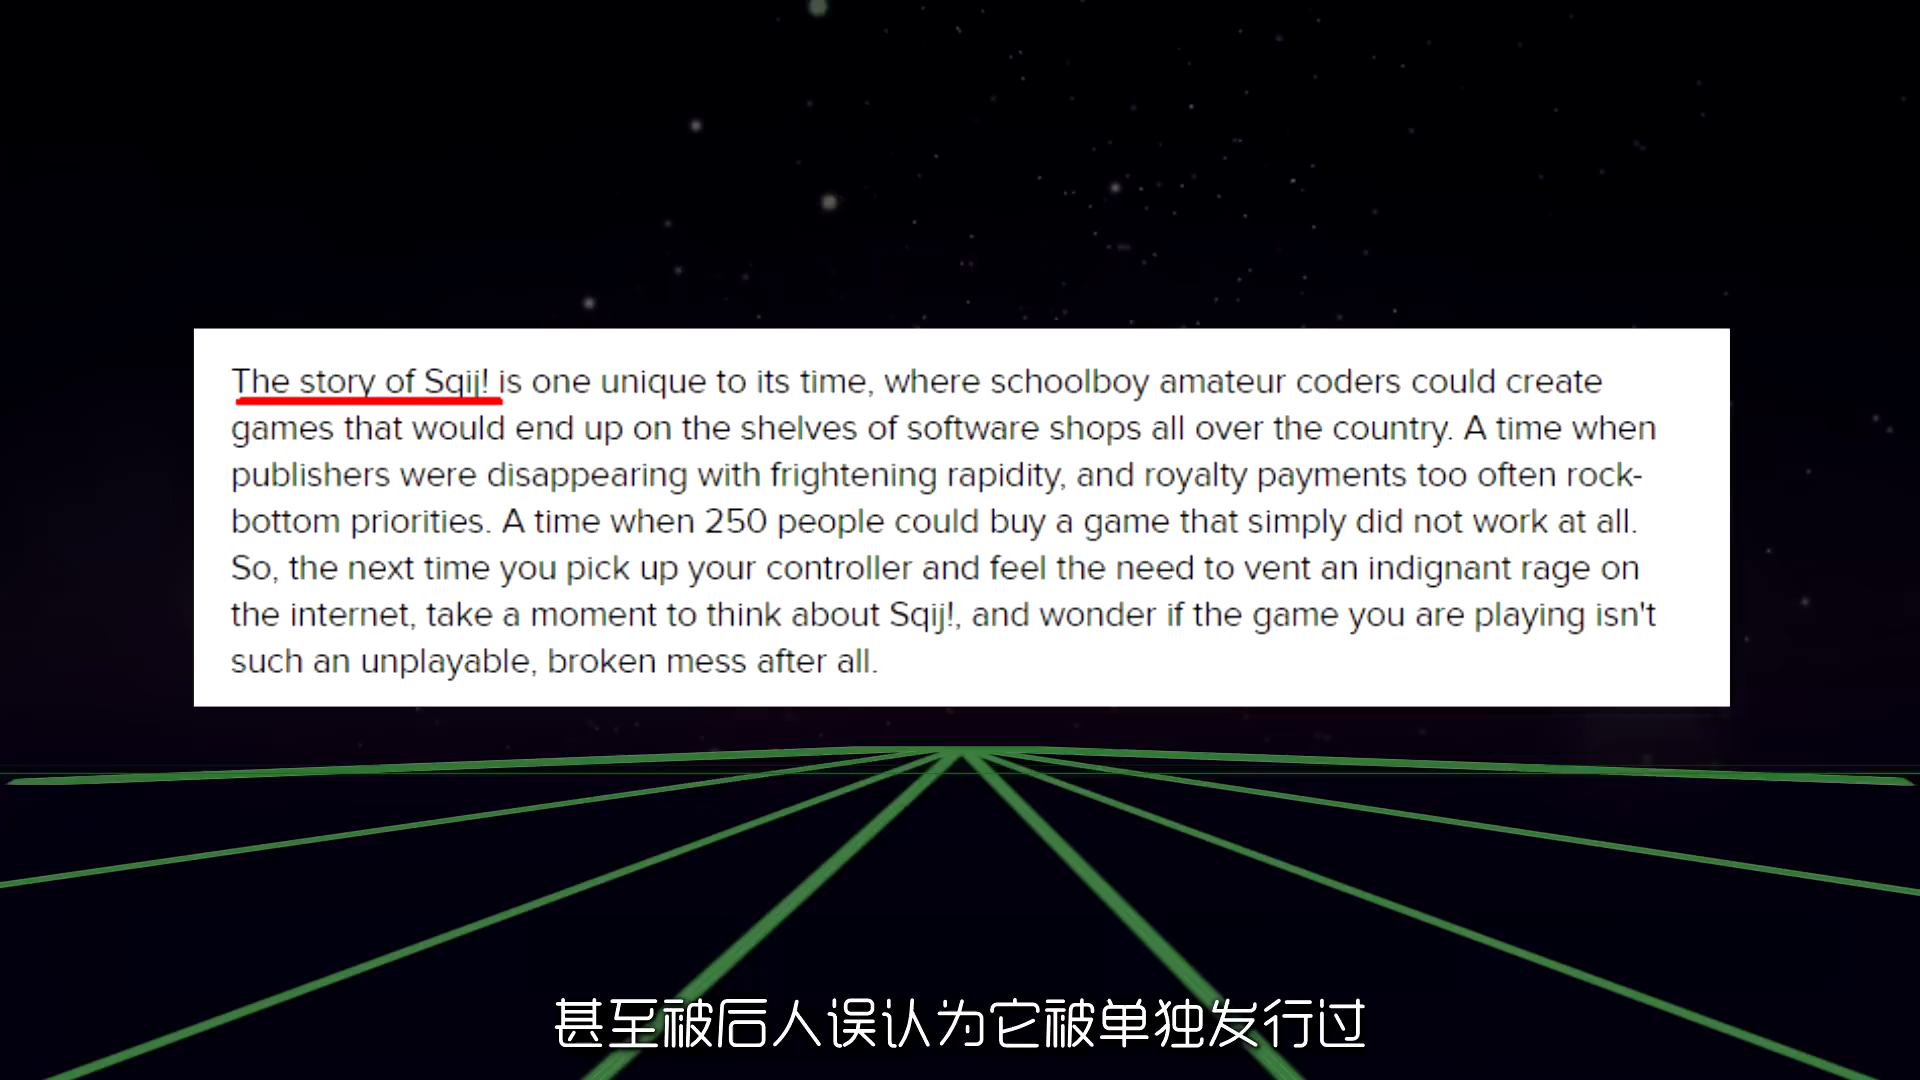 The story of Sqij! is one unique to its time, where schoolboy amateur coders could create
games that would end up on the shelves of software shops all over the country. A time when
publishers were disappearing with frightening rapidity, and royalty payments too often rock-
bottom priorities. A time when 250 people could buy a game that simply did not work at all.
So, the next time you pick up your controller and feel the need to vent an indignant rage on
the internet, take a moment to think about Sqij!, and wonder if the game you are playing isn't
such an unplayable, broken mess after all.
甚至被后人误认为它被单独发行过